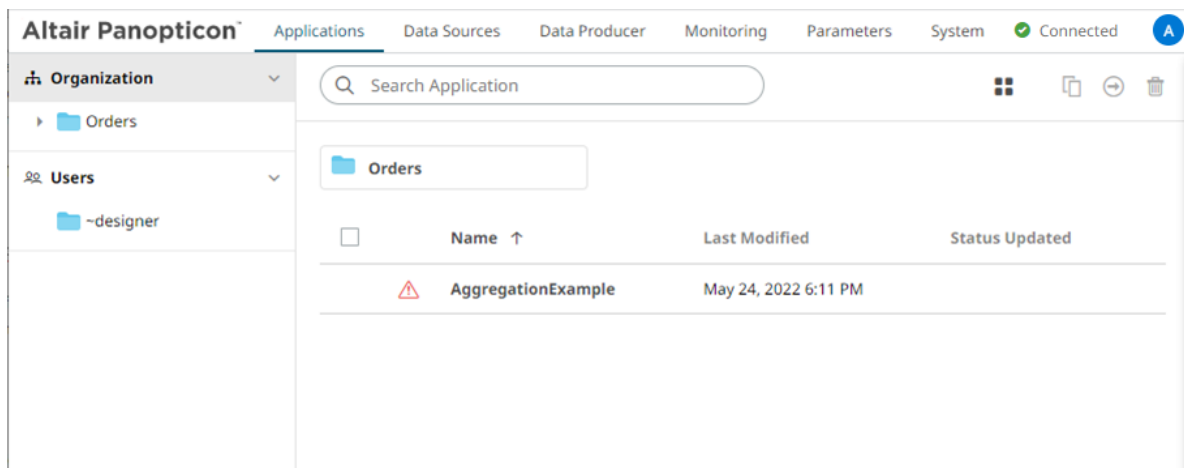 Altair Panopticon™ Applications Data Sources Data Producer Monitoring Parameters System Connected A
Organization
Search Application
Orders
Orders
Users
~designer
Name ↑ Last Modified Status Updated
AggregationExample May 24, 2022 6:11 PM